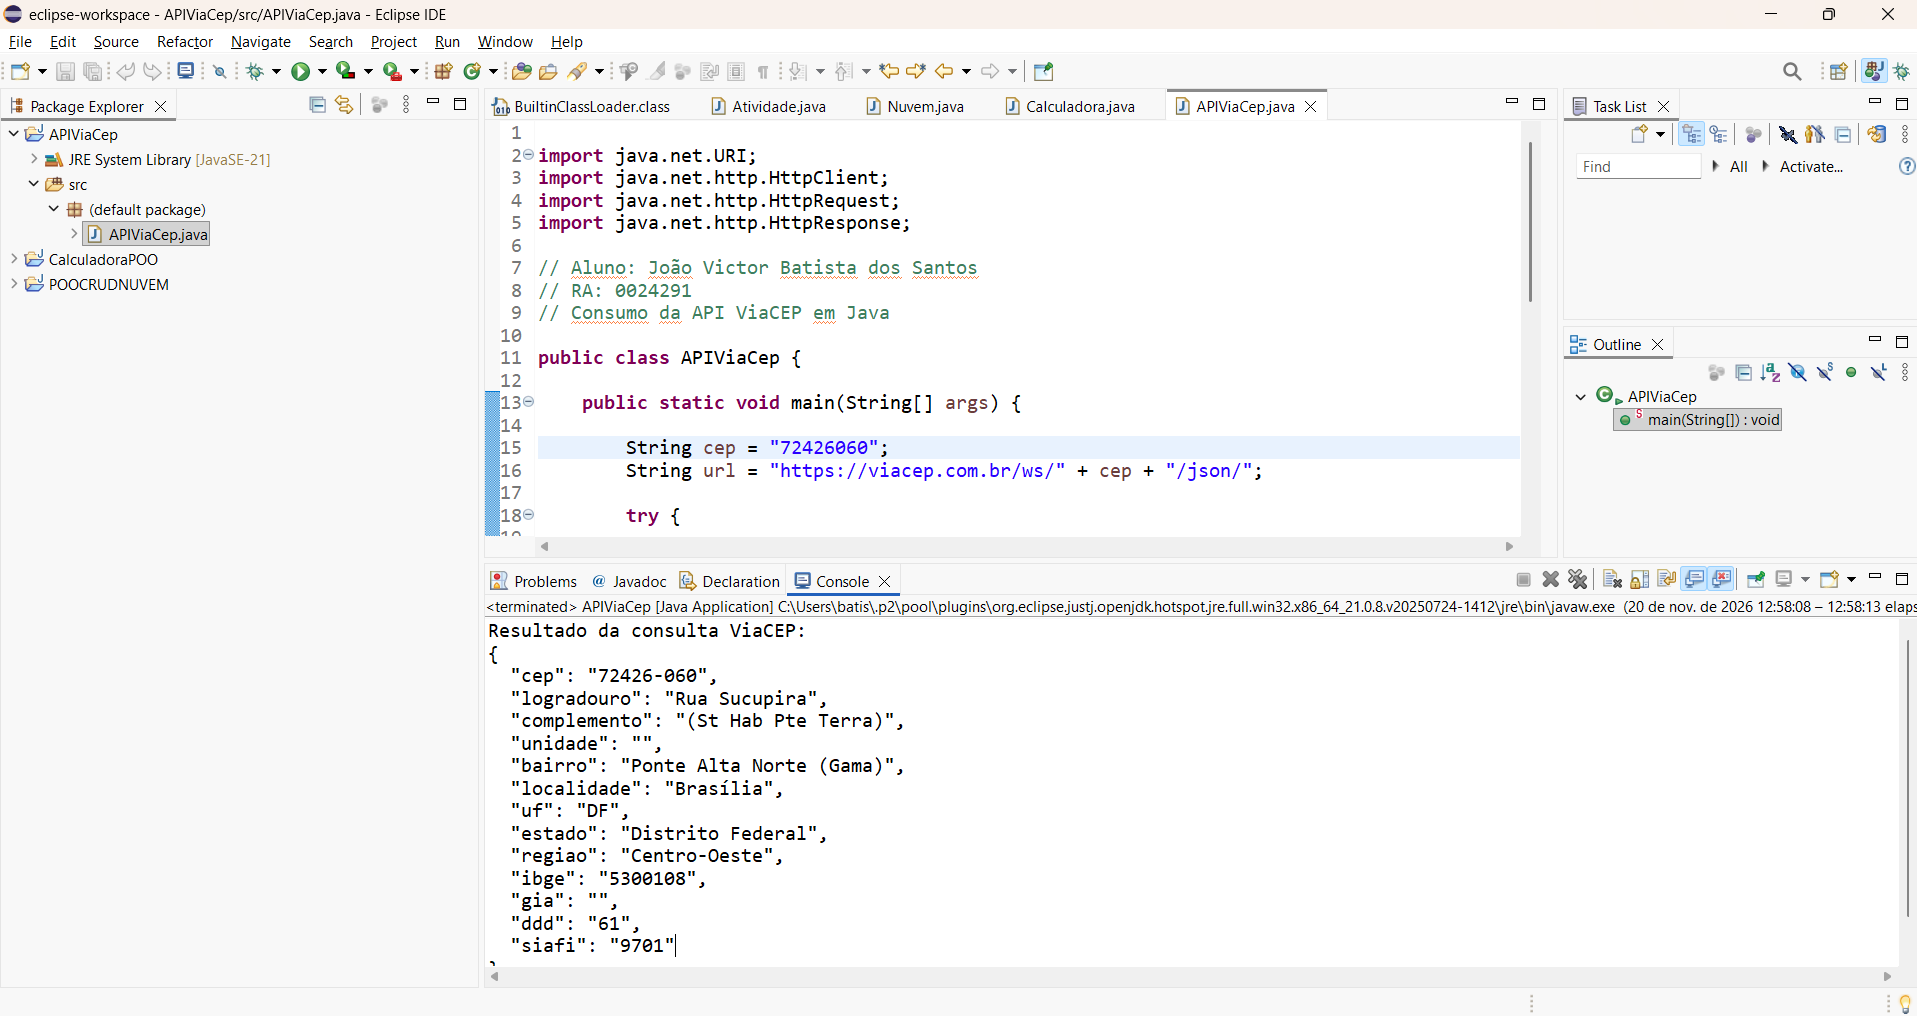 eclipse-workspace - APIViaCep/src/APIViaCep.java - Eclipse IDE
File Edit Source Refactor Navigate Search Project Run Window Help
Package Explorer
APIViaCep
JRE System Library [JavaSE-21]
src
(default package)
APIViaCep.java
CalculadoraPOO
POOCRUDNUVEM
BuiltinClassLoader.class Atividade.java Nuvem.java Calculadora.java APIViaCep.java
1
2 import java.net.URI;
3 import java.net.http.HttpClient;
4 import java.net.http.HttpRequest;
5 import java.net.http.HttpResponse;
6
7 // Aluno: João Victor Batista dos Santos
8 // RA: 0024291
9 // Consumo da API ViaCEP em Java
10
11 public class APIViaCep {
12
13 public static void main(String[] args) {
14
15 String cep = "72426060";
16 String url = "https://viacep.com.br/ws/" + cep + "/json/";
17
18 try {
Task List
Find All Activate...
Outline
APIViaCep
main(String[]) : void
Problems Javadoc Declaration Console
<terminated> APIViaCep [Java Application] C:\Users\batis\.p2\pool\plugins\org.eclipse.justj.openjdk.hotspot.jre.full.win32.x86_64_21.0.8.v20250724-1412\jre\bin\javaw.exe (20 de nov. de 2026 12:58:08 – 12:58:13 elaps
Resultado da consulta ViaCEP:
{
"cep": "72426-060",
"logradouro": "Rua Sucupira",
"complemento": "(St Hab Pte Terra)",
"unidade": "",
"bairro": "Ponte Alta Norte (Gama)",
"localidade": "Brasília",
"uf": "DF",
"estado": "Distrito Federal",
"regiao": "Centro-Oeste",
"ibge": "5300108",
"gia": "",
"ddd": "61",
"siafi": "9701"